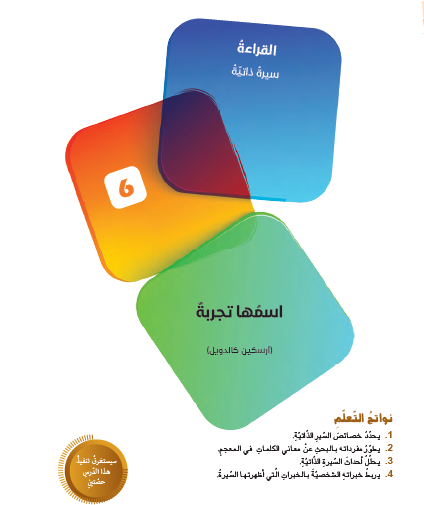 القراءةُ
سيرةٌ ذاتيّةٌ
6
اسمُها تجربةٌ
(أرسكين كالدويل)
نواتجُ التّعلّمِ
1. يحدّدُ خصائصَ السّيرِ الذّاتيّةِ.
2. يطوّرُ مفرداتِه بالبحثِ عنْ معاني الكلماتِ في المعجمِ.
3. يحلّلُ أحداثَ السّيرةِ الذّاتيّةِ.
4. يربطُ خبراتِهِ الشّخصيّةَ بالخبراتِ الّتي أظهرتها السّيرةُ.
سيستغرقُ تنفيذُ
هذا الدّرسِ
حصّتينِ